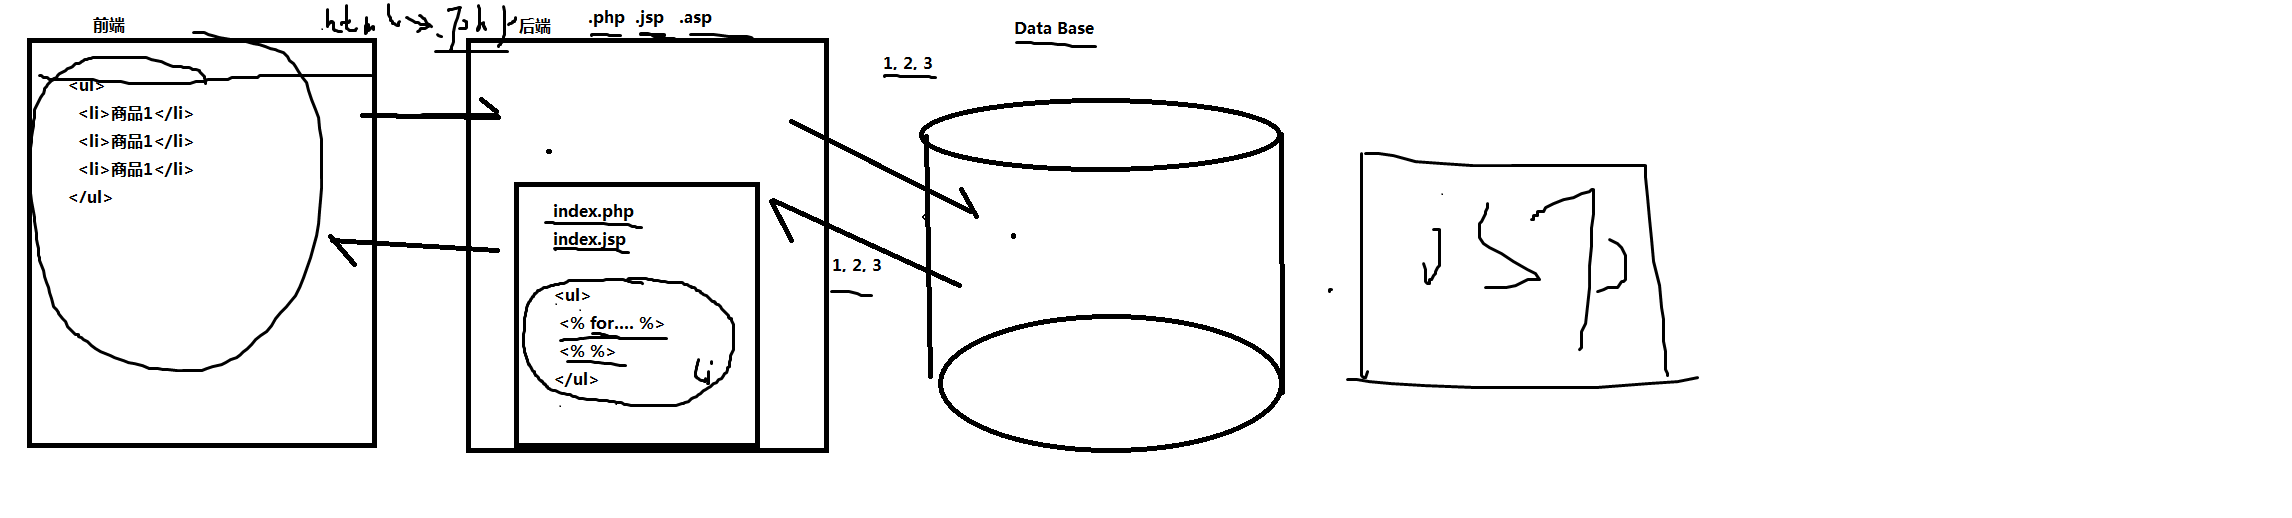 前端
.html → .php
后端
.php .jsp .asp
Data Base
1, 2, 3
<ul>
<li>商品1</li>
<li>商品1</li>
<li>商品1</li>
</ul>
index.php
index.jsp
1, 2, 3
<ul>
<% for.... %>
<% %>
</ul>
li
JSP